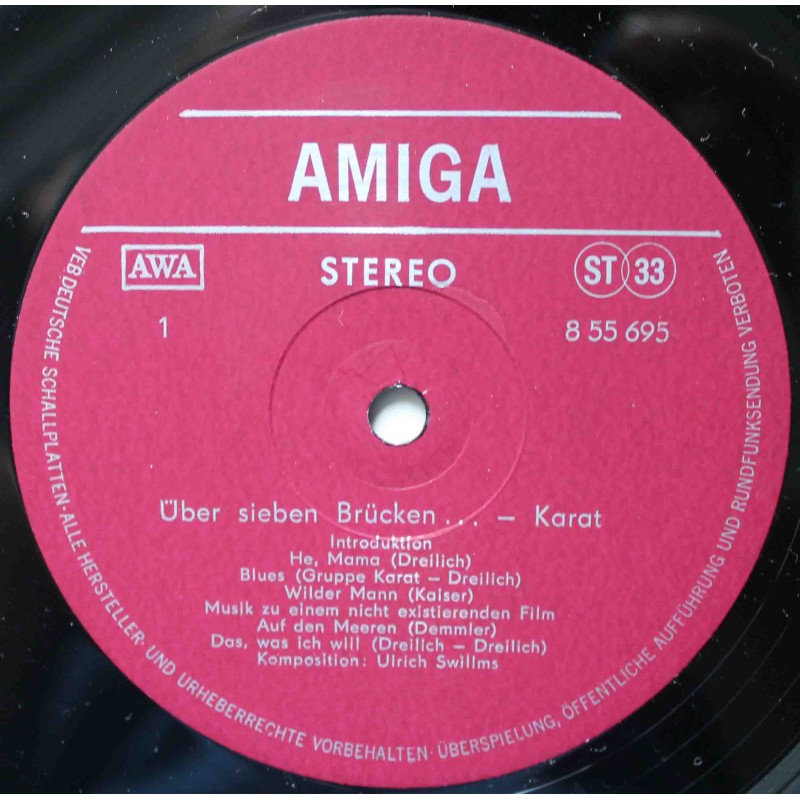 AMIGA
AWA
STEREO
ST 33
1
8 55 695
Über sieben Brücken... – Karat
Introduktion
He, Mama (Dreilich)
Blues (Gruppe Karat – Dreilich)
Wilder Mann (Kaiser)
Musik zu einem nicht existierenden Film
Auf den Meeren (Demmler)
Das, was ich will (Dreilich – Dreilich)
Komposition: Ulrich Swillms
VEB DEUTSCHE SCHALLPLATTEN · ALLE HERSTELLER- UND URHEBERRECHTE VORBEHALTEN · ÜBERSPIELUNG, ÖFFENTLICHE AUFFÜHRUNG UND RUNDFUNKSENDUNG VERBOTEN